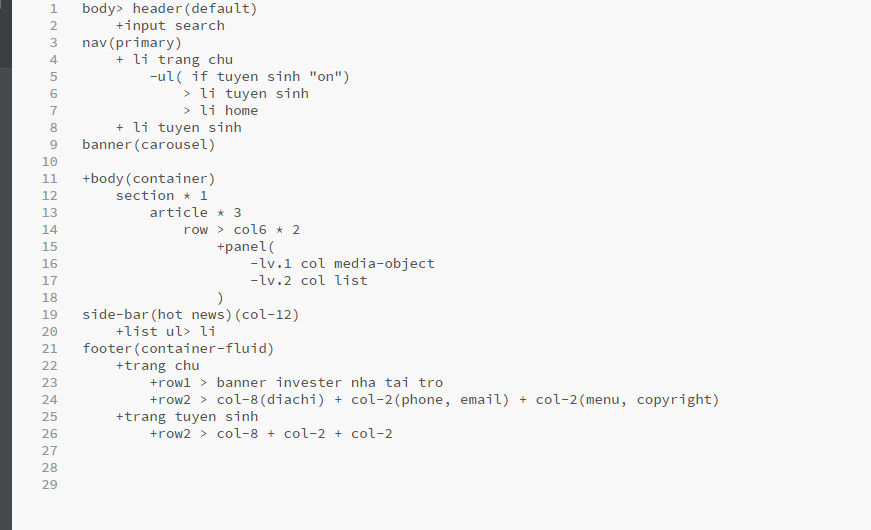 1 body> header(default)
2     +input search
3 nav(primary)
4     + li trang chu
5         -ul( if tuyen sinh "on")
6             > li tuyen sinh
7             > li home
8     + li tuyen sinh
9 banner(carousel)
10
11 +body(container)
12     section * 1
13         article * 3
14             row > col6 * 2
15                 +panel(
16                     -lv.1 col media-object
17                     -lv.2 col list
18                 )
19 side-bar(hot news)(col-12)
20     +list ul> li
21 footer(container-fluid)
22     +trang chu
23         +row1 > banner invester nha tai tro
24         +row2 > col-8(diachi) + col-2(phone, email) + col-2(menu, copyright)
25     +trang tuyen sinh
26         +row2 > col-8 + col-2 + col-2
27
28
29